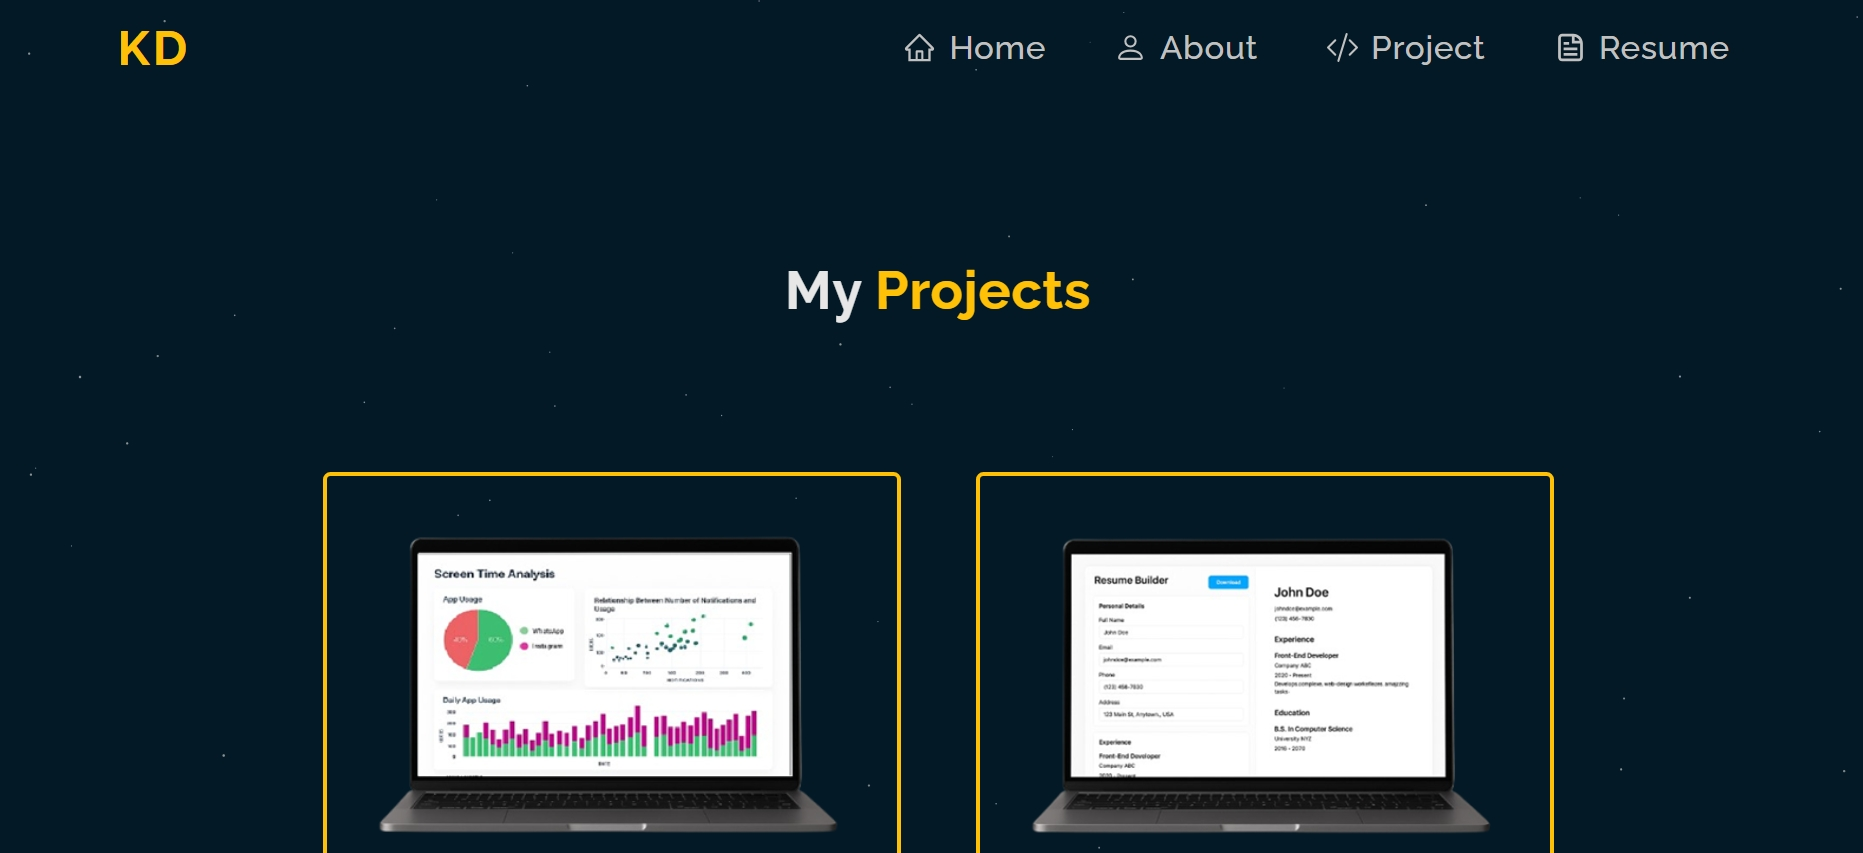 KD
Home
About
Project
Resume
My Projects
Screen Time Analysis
App Usage
WhatsApp
Instagram
Relationship Between Number of Notifications and
Usage
Daily App Usage
DATE
Resume Builder
Download
Personal Details
Full Name
John Doe
Email
johndoe@example.com
Phone
(123) 456-7890
Address
123 Main St, Anytown, USA
Experience
Front-End Developer
Company ABC
2020 - Present
John Doe
johndoe@example.com
(123) 456-7890
Experience
Front-End Developer
Company ABC
2020 - Present
Education
B.S. In Computer Science